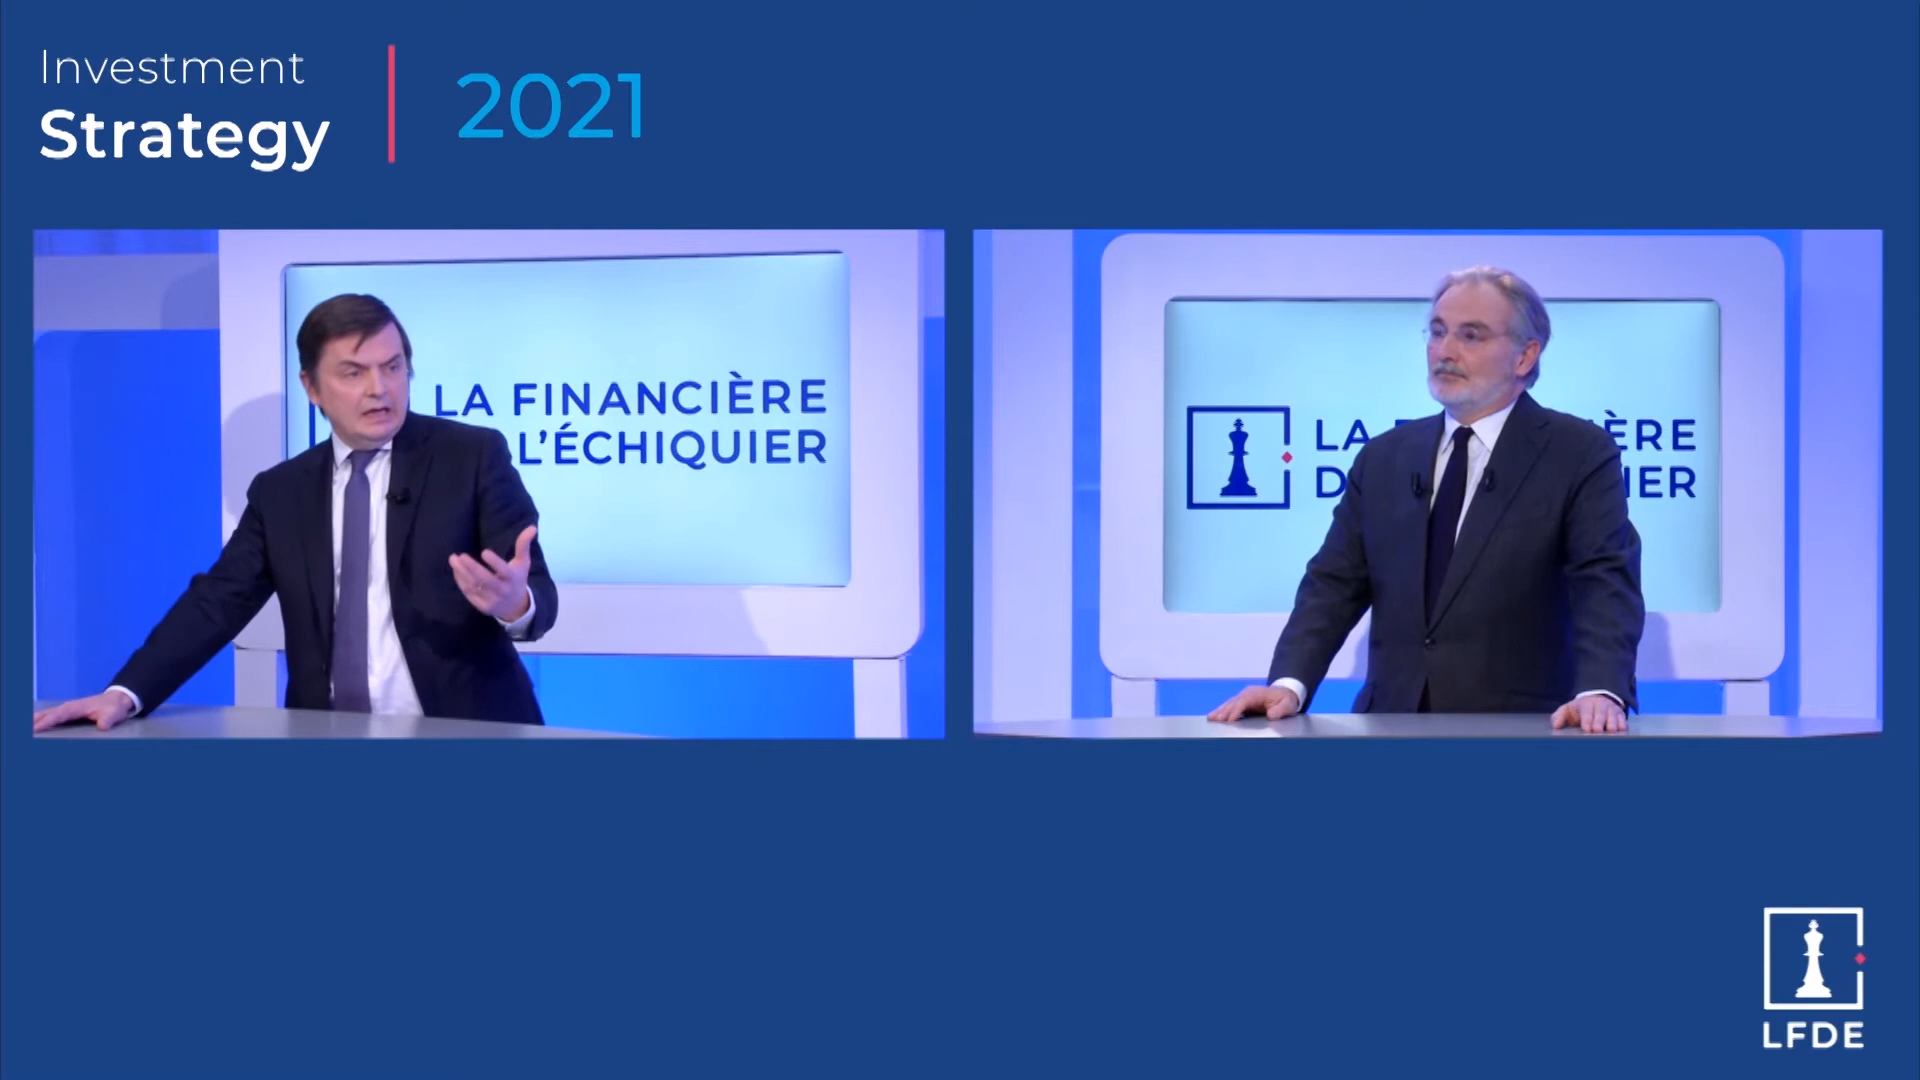 Investment
Strategy
2021
LA FINANCIÈRE
L'ÉCHIQUIER
LA
ÈRE
D
IER
LFDE